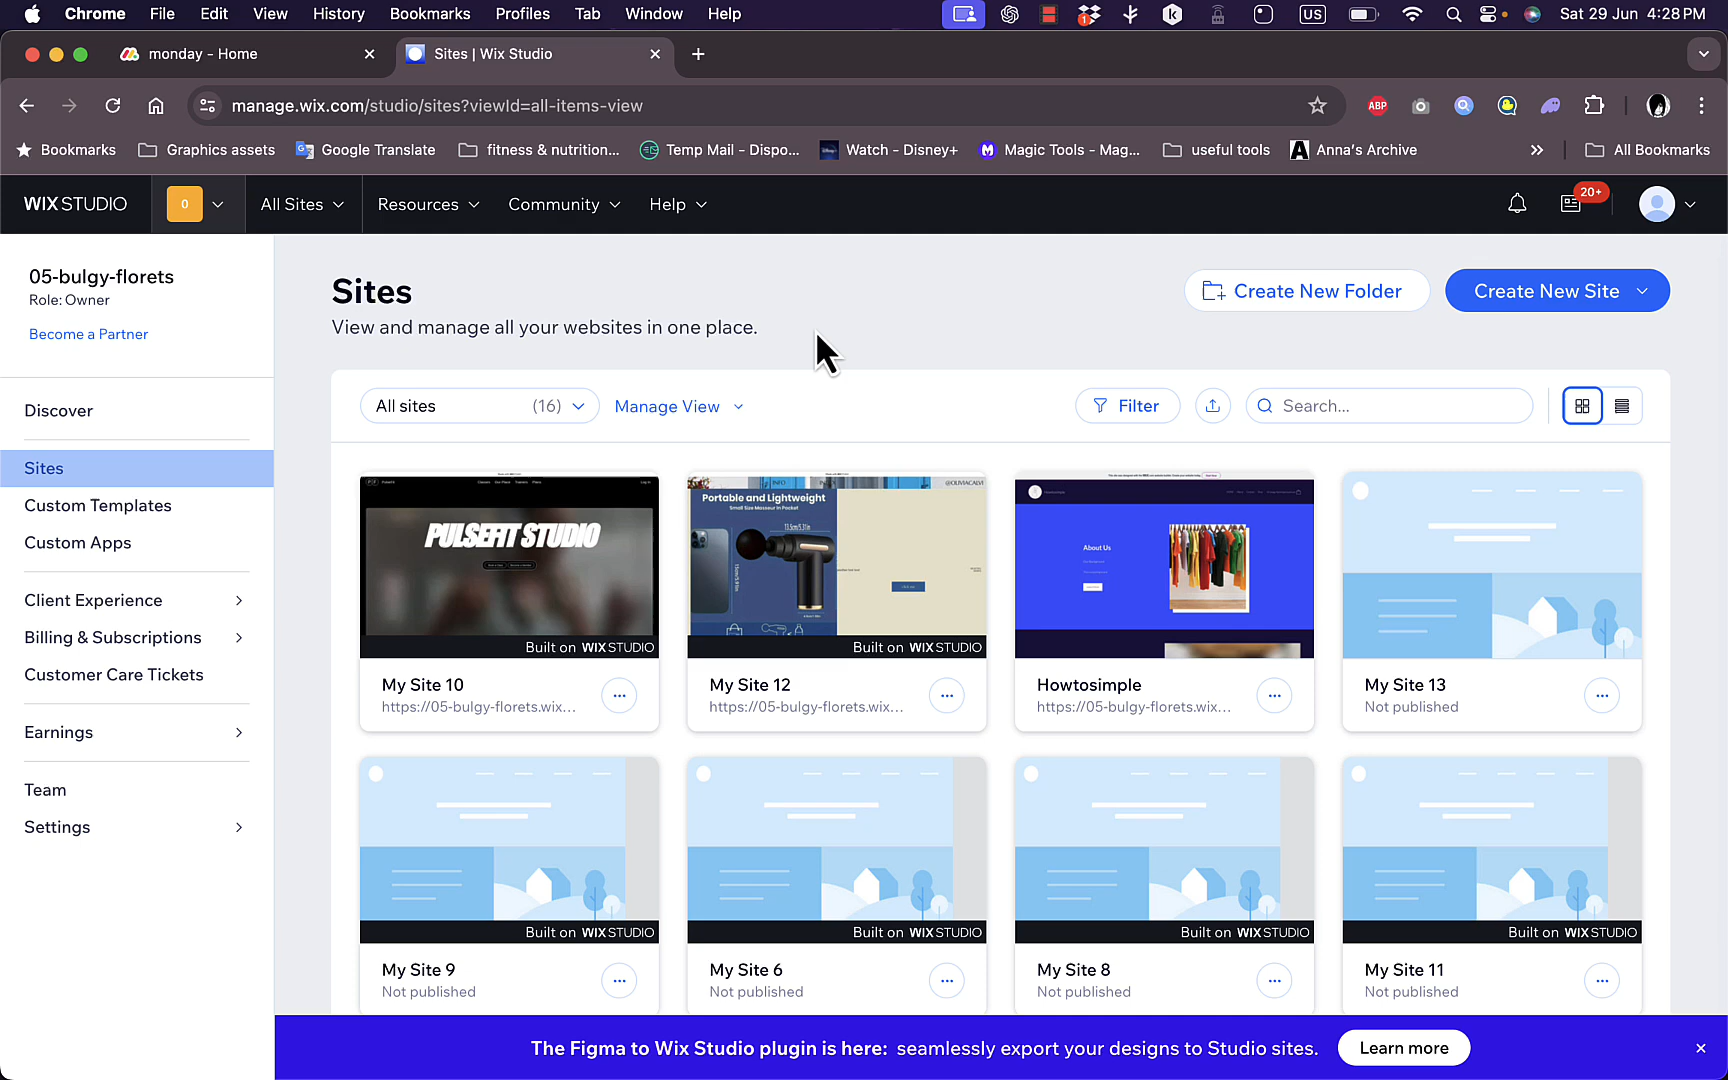 Chrome File Edit View History Bookmarks Profiles Tab Window Help 1 US Sat 29 Jun 4:28 PM
monday - Home
Sites | Wix Studio
manage.wix.com/studio/sites?viewId=all-items-view
ABP
Bookmarks Graphics assets Google Translate fitness & nutrition... Temp Mail - Dispo... Watch - Disney+ Magic Tools - Mag... useful tools Anna's Archive » All Bookmarks
WIX STUDIO 0 All Sites Resources Community Help 20+
05-bulgy-florets
Role: Owner
Become a Partner
Discover
Sites
Custom Templates
Custom Apps
Client Experience
Billing & Subscriptions
Customer Care Tickets
Earnings
Team
Settings
Sites
View and manage all your websites in one place.
Create New Folder
Create New Site
All sites (16)
Manage View
Filter
Search...
PULSEFIT STUDIO
Built on WIX STUDIO
My Site 10
https://05-bulgy-florets.wix...
INFO
@OLIVIACALVI
Portable and Lightweight
Small Size Masseur In Pocket
Built on WIX STUDIO
My Site 12
https://05-bulgy-florets.wix...
About Us
Howtosimple
https://05-bulgy-florets.wix...
My Site 13
Not published
Built on WIX STUDIO
My Site 9
Not published
Built on WIX STUDIO
My Site 6
Not published
Built on WIX STUDIO
My Site 8
Not published
Built on WIX STUDIO
My Site 11
Not published
The Figma to Wix Studio plugin is here: seamlessly export your designs to Studio sites.
Learn more